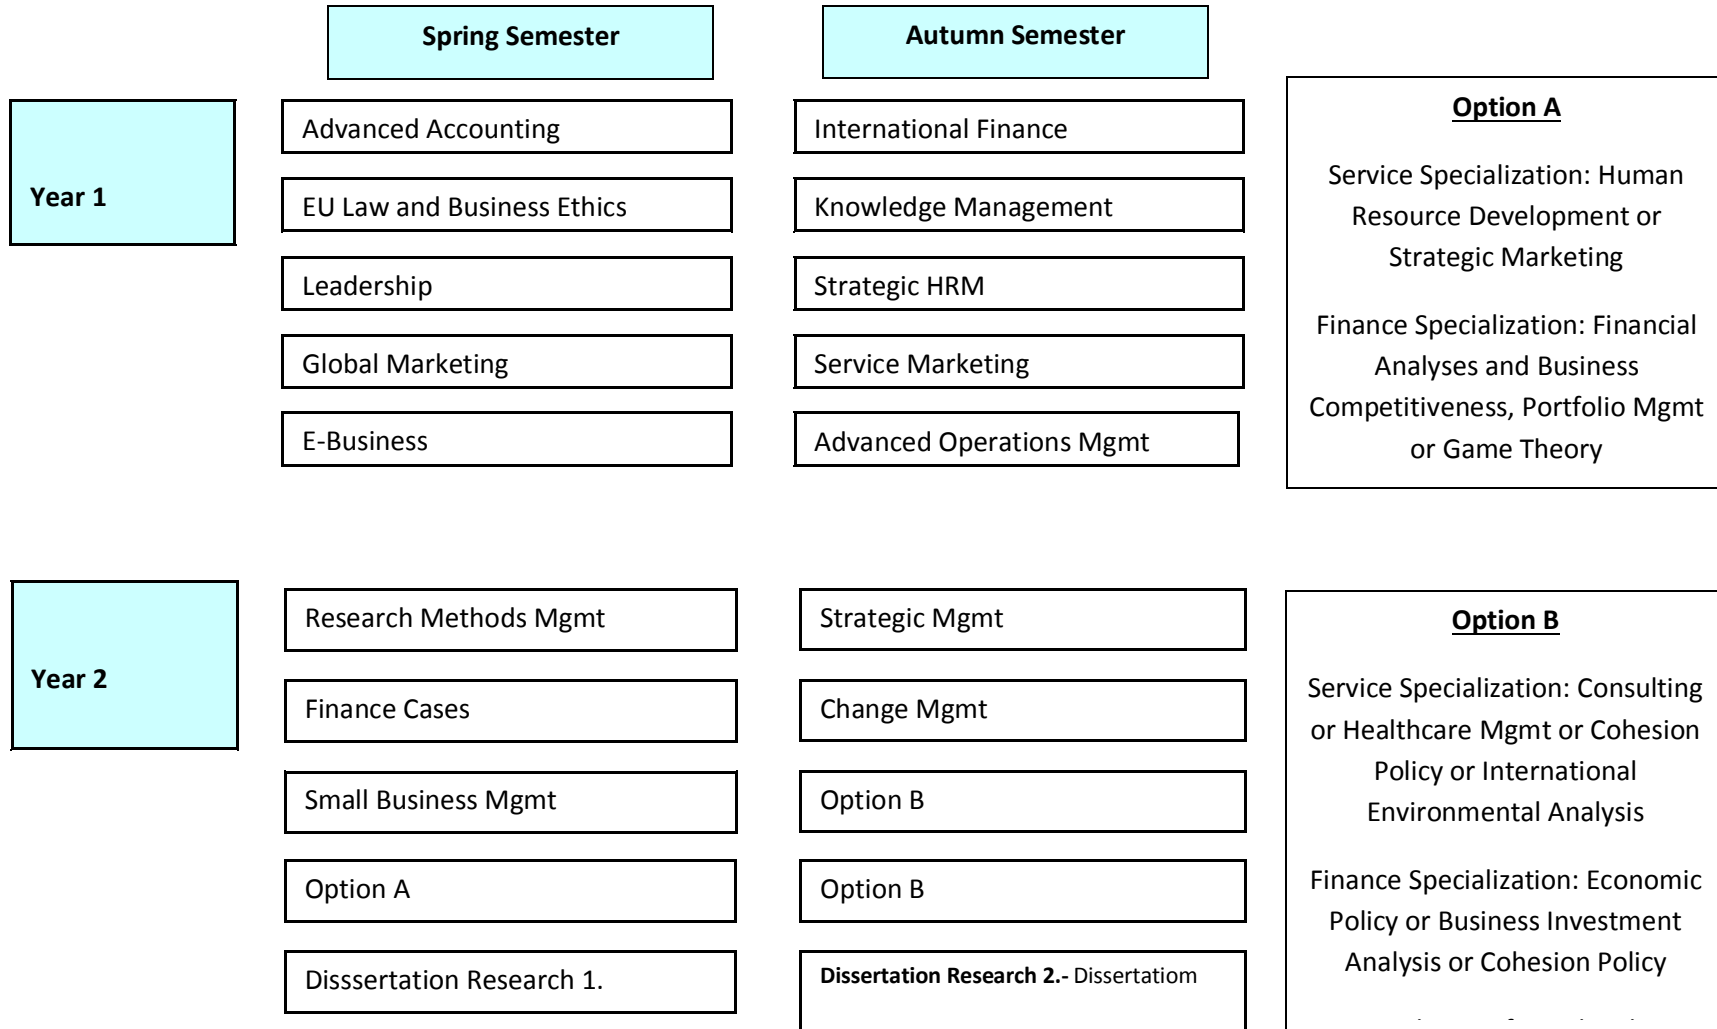 Spring Semester
Autumn Semester
Year 1
Advanced Accounting
EU Law and Business Ethics
Leadership
Global Marketing
E-Business
International Finance
Knowledge Management
Strategic HRM
Service Marketing
Advanced Operations Mgmt
Option A
Service Specialization: Human
Resource Development or
Strategic Marketing
Finance Specialization: Financial
Analyses and Business
Competitiveness, Portfolio Mgmt
or Game Theory
Year 2
Research Methods Mgmt
Finance Cases
Small Business Mgmt
Option A
Disssertation Research 1.
Strategic Mgmt
Change Mgmt
Option B
Option B
Dissertation Research 2.- Dissertatiom
Option B
Service Specialization: Consulting
or Healthcare Mgmt or Cohesion
Policy or International
Environmental Analysis
Finance Specialization: Economic
Policy or Business Investment
Analysis or Cohesion Policy